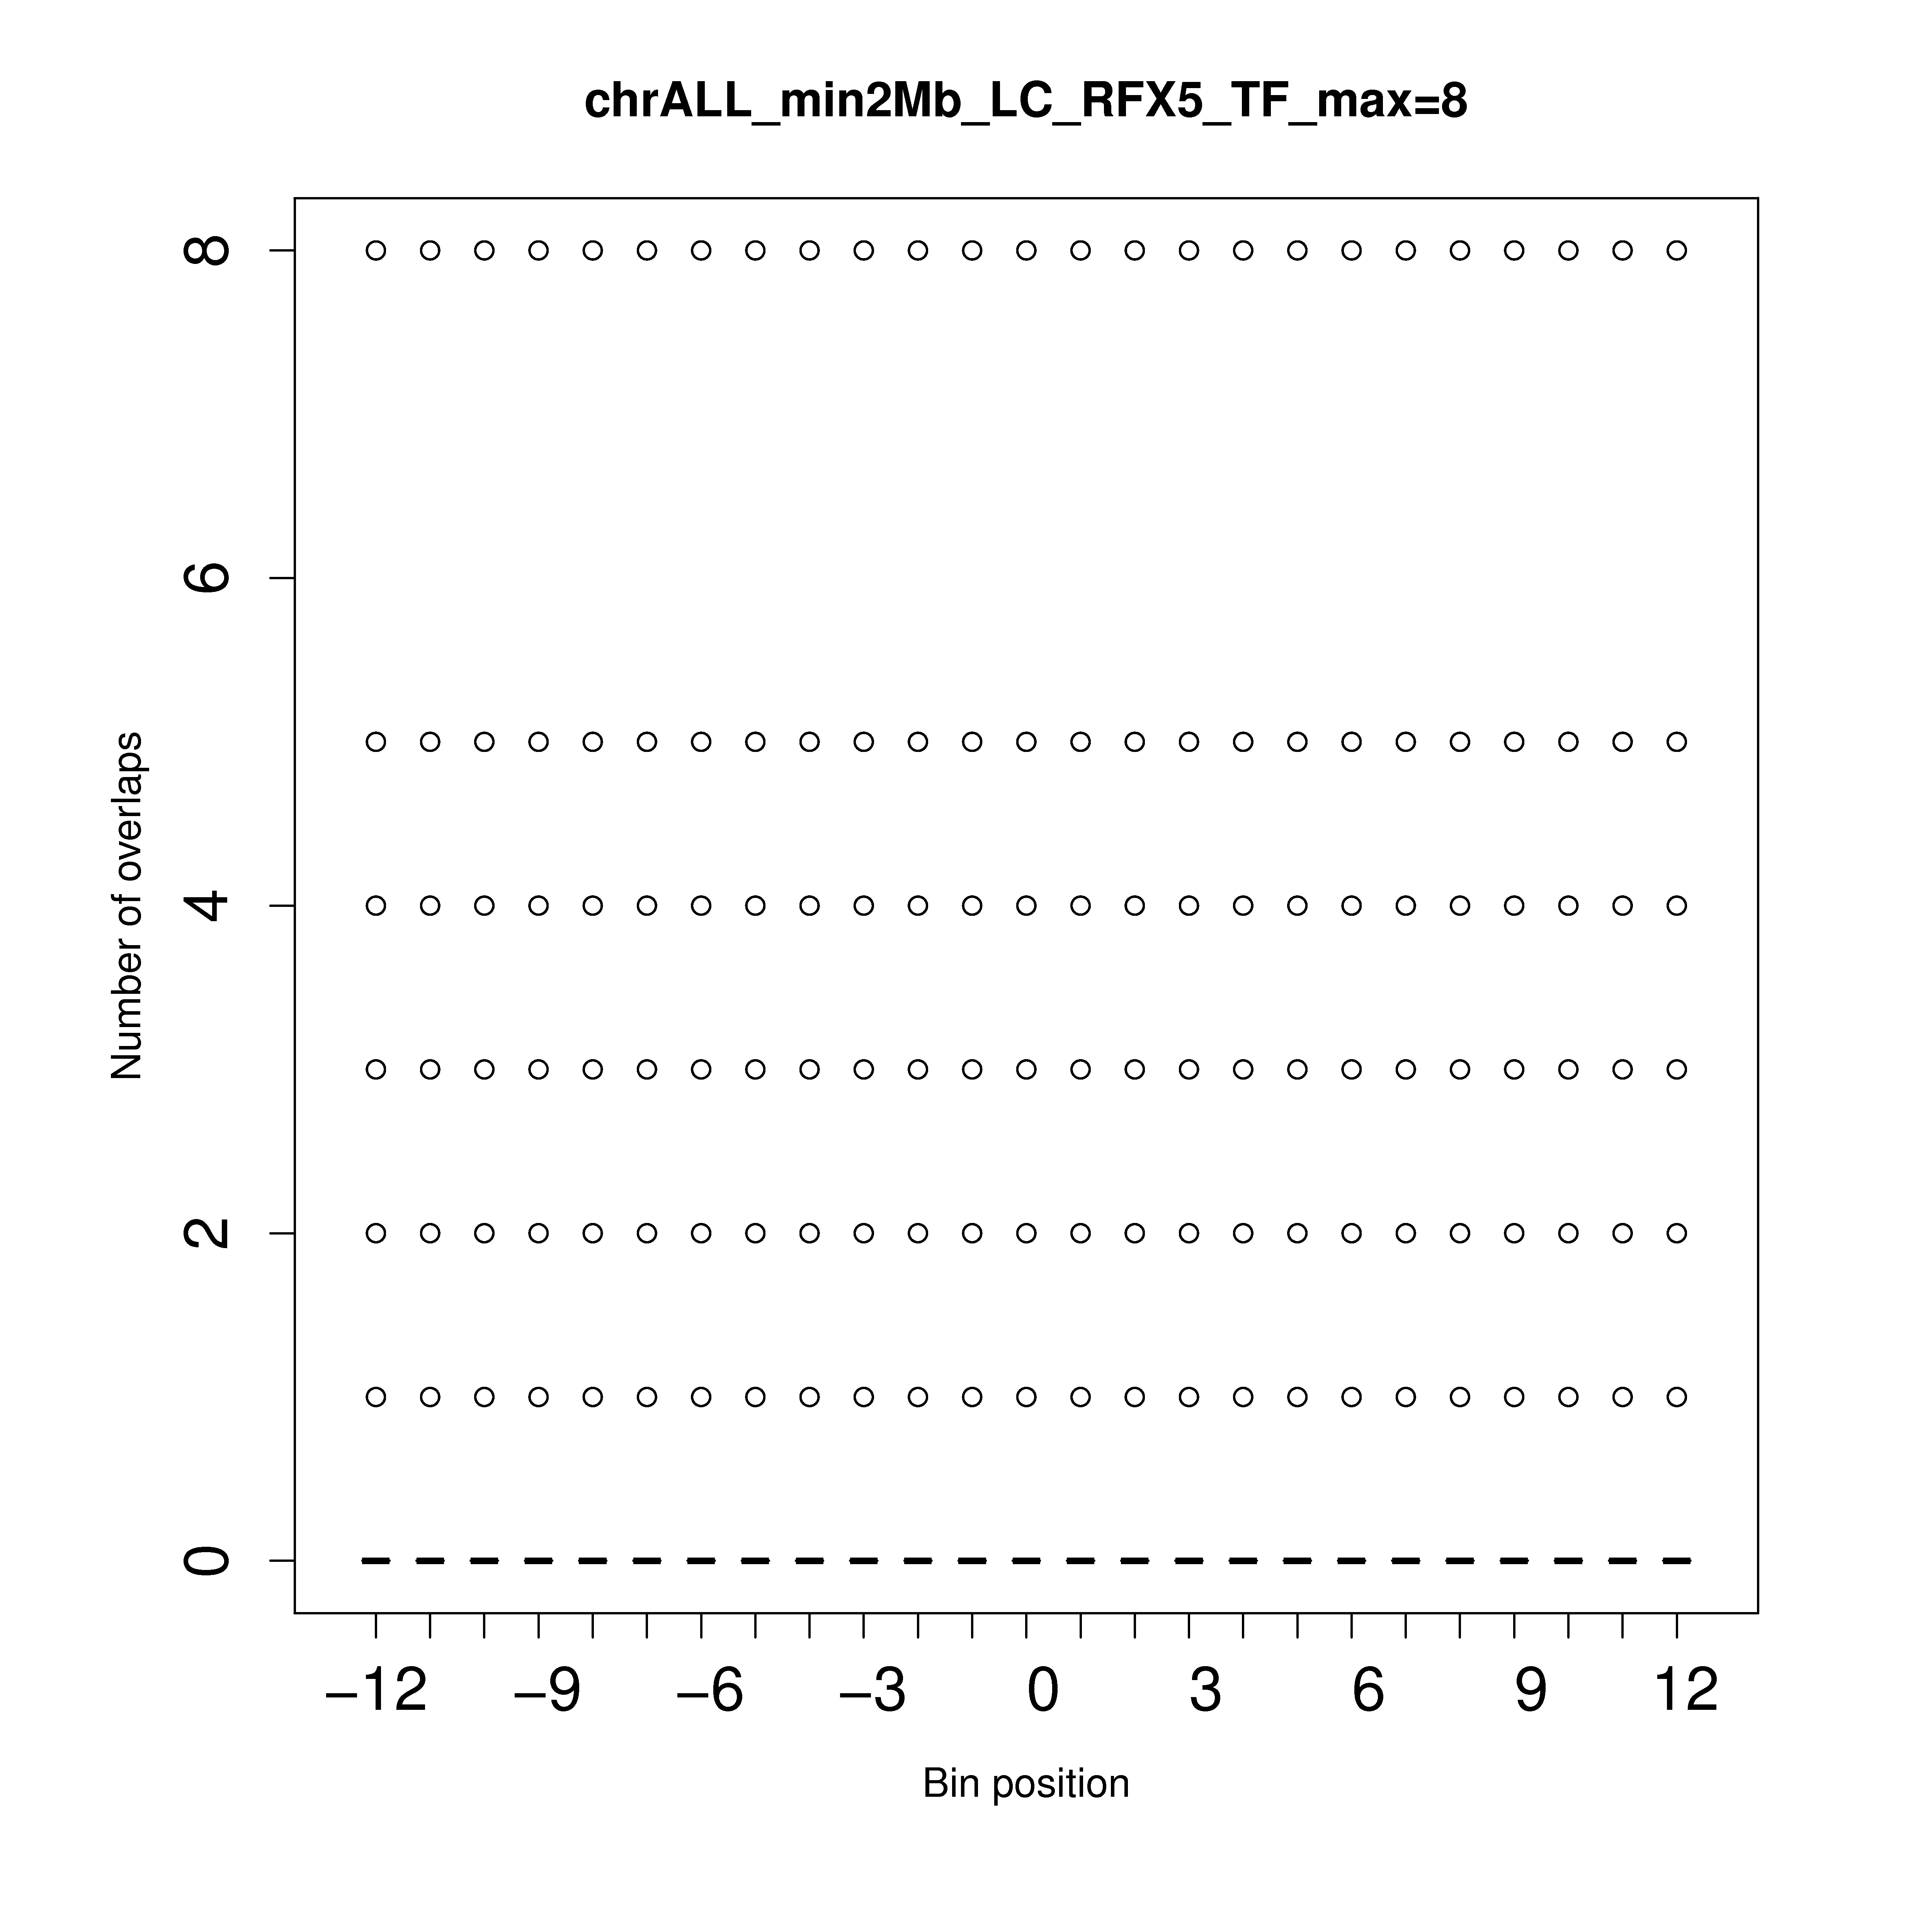 chrALL_min2Mb_LC_RFX5_TF_max=8
Number of overlaps
8
6
4
2
0
−12 −9 −6 −3 0 3 6 9 12
Bin position